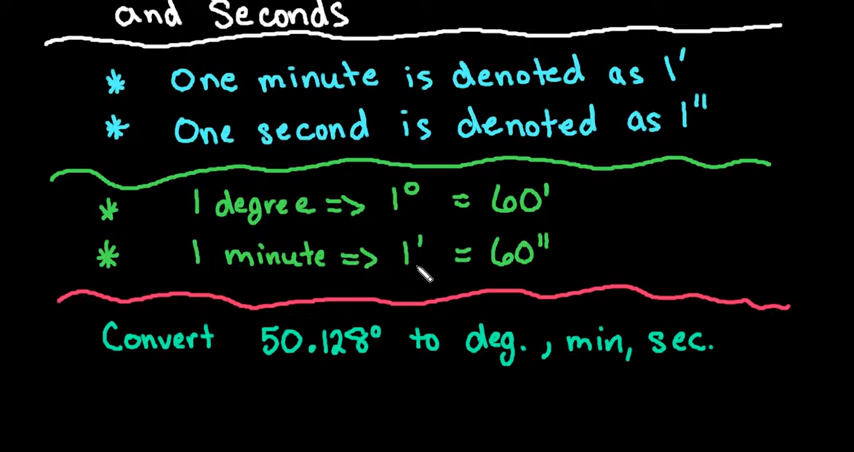 and Seconds
* One minute is denoted as 1'
* One second is denoted as 1"
* 1 degree => 1° = 60'
* 1 minute => 1' = 60"
Convert 50.128° to deg., min, sec.